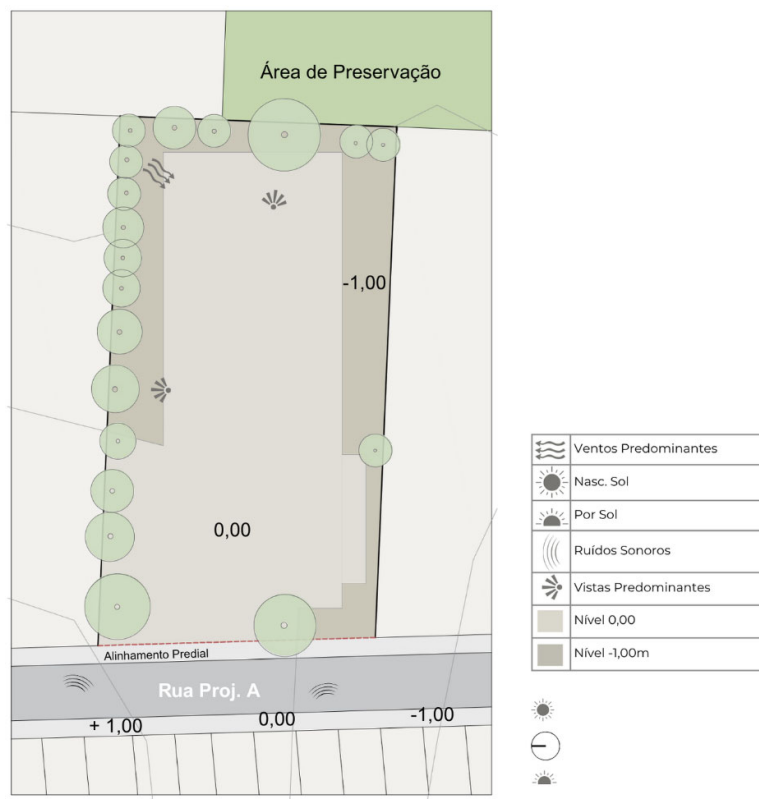 Área de Preservação
-1,00
0,00
Alinhamento Predial
Rua Proj. A
+ 1,00
0,00
-1,00
Ventos Predominantes
Nasc. Sol
Por Sol
Ruídos Sonoros
Vistas Predominantes
Nível 0,00
Nível -1,00m